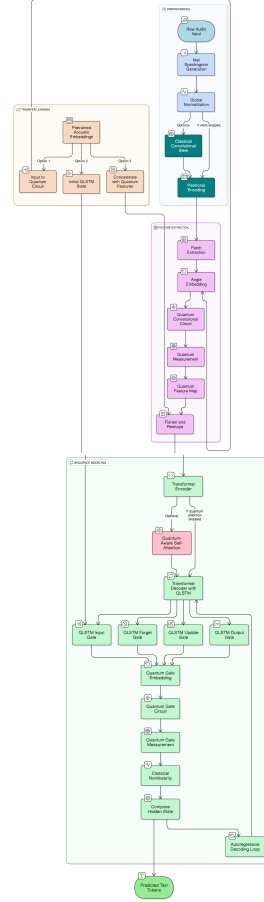 PREPROCESSING
Raw Audio
Input
Mel
Spectrogram
Generation
Global
Normalization
Optional
If stem skipped
Classical
Convolutional
Stem
Positional
Encoding
TRANSFER LEARNING
Pretrained
Acoustic
Embeddings
Option 1
Option 2
Option 3
Input to
Quantum
Circuit
Initial QLSTM
State
Concatenate
with Quantum
Features
FEATURE EXTRACTION
Patch
Extraction
Angle
Embedding
Quantum
Convolutional
Circuit
Quantum
Measurement
Quantum
Feature Map
Flatten and
Reshape
SEQUENCE MODELING
Transformer
Encoder
Optional
If quantum
attention
skipped
Quantum-
Aware Self-
Attention
Transformer
Decoder with
QLSTM
QLSTM Input
Gate
QLSTM Forget
Gate
QLSTM Update
Gate
QLSTM Output
Gate
Quantum Gate
Embedding
Quantum Gate
Circuit
Quantum Gate
Measurement
Classical
Nonlinearity
Compose
Hidden State
Autoregressive
Decoding Loop
Predicted Text
Tokens